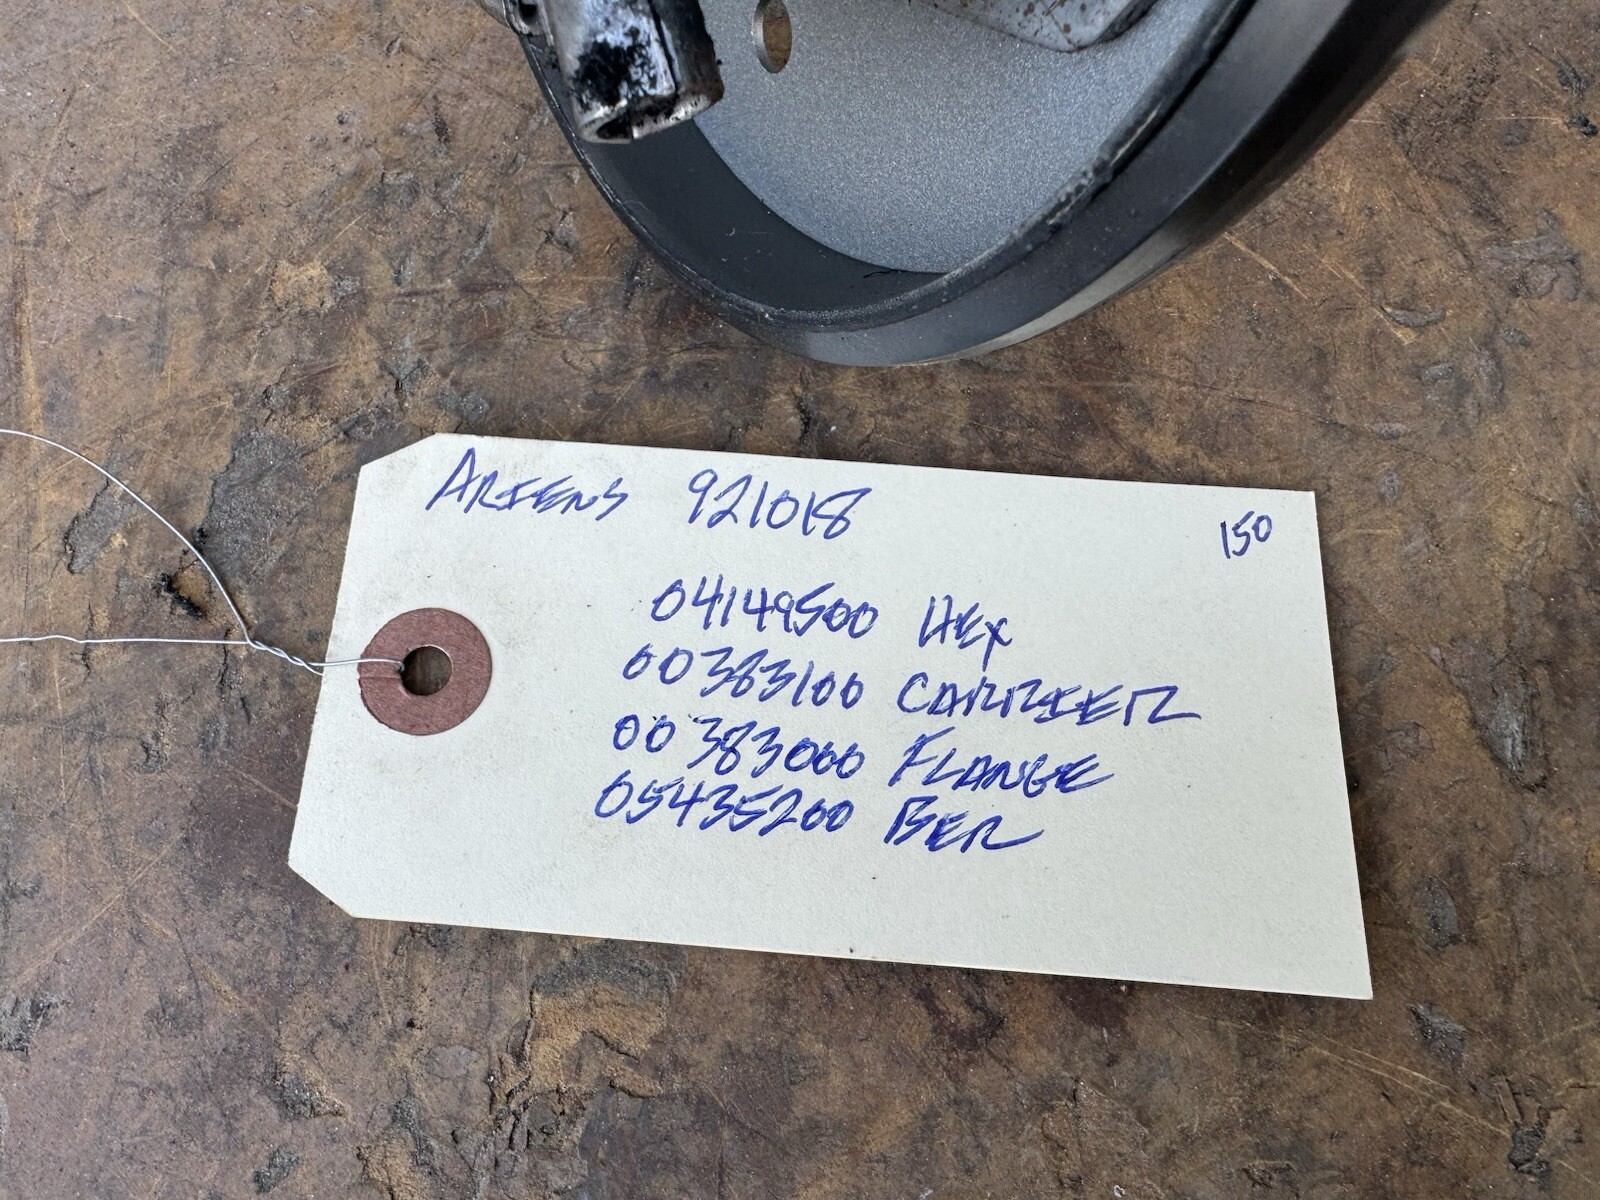 ARIENS 921018
150
04149500 HEX
00383100 CARRIER
00383000 FLANGE
05435200 BER